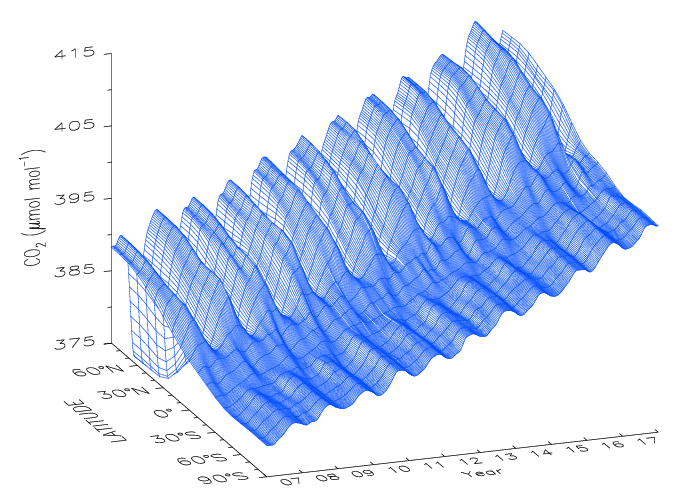 415
405
395
385
375
CO₂ (μmol mol⁻¹)
60°N
30°N
0°
30°S
60°S
90°S
LATITUDE
07 08 09 10 11 12 13 14 15 16 17
Year